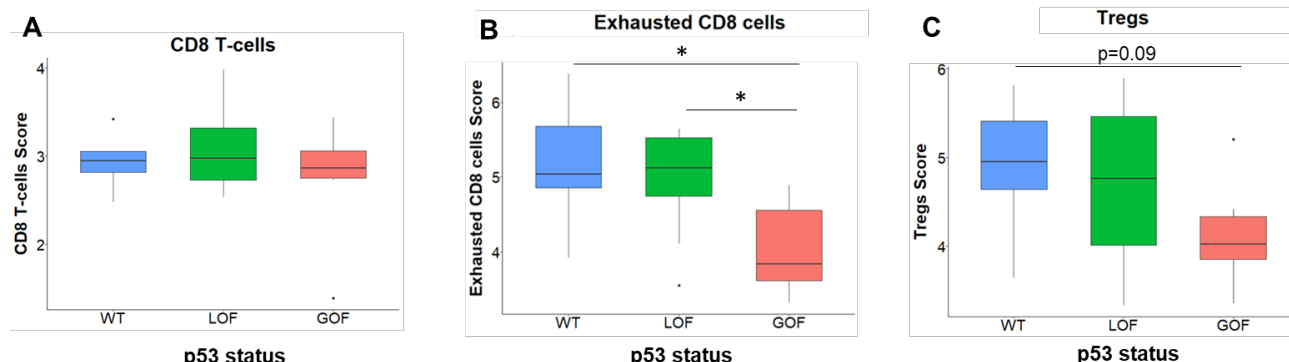 A
CD8 T-cells
CD8 T-cells Score
4
3
2
WT LOF GOF
p53 status
B
Exhausted CD8 cells
*
*
Exhausted CD8 cells Score
6
5
4
WT LOF GOF
p53 status
C
Tregs
p=0.09
Tregs Score
6
5
4
WT LOF GOF
p53 status